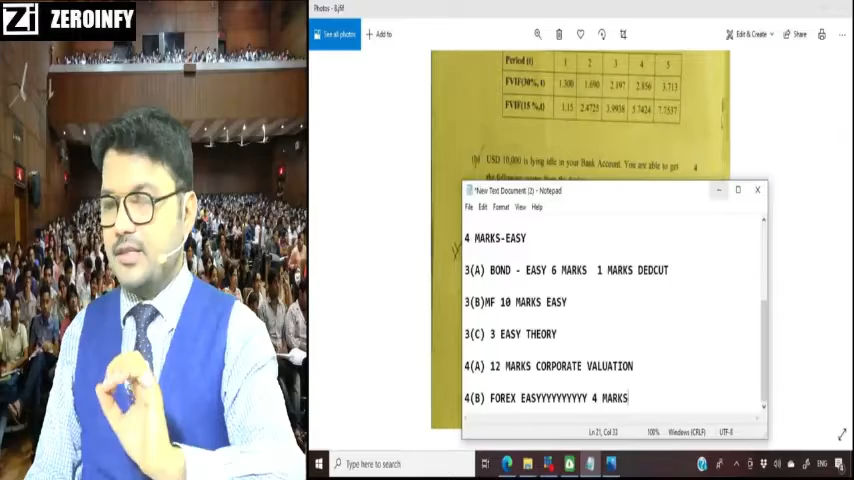 Zi ZEROINFY
Photos - 8.jfif
See all photos
Add to
Edit & Create
Share
Period (t) 1 2 3 4 5
FVIF(30%, t) 1.300 1.690 2.197 2.856 3.713
FVIF(15 %,t) 1.15 2.4725 3.9938 5.7424 7.7537
(b) USD 10,000 is lying idle in your Bank Account. You are able to get 4
*New Text Document (2) - Notepad
File Edit Format View Help
4 MARKS-EASY
3(A) BOND - EASY 6 MARKS 1 MARKS DEDCUT
3(B)MF 10 MARKS EASY
3(C) 3 EASY THEORY
4(A) 12 MARKS CORPORATE VALUATION
4(B) FOREX EASYYYYYYYYYY 4 MARKS
Ln 21, Col 33 100% Windows (CRLF) UTF-8
Type here to search
ENG